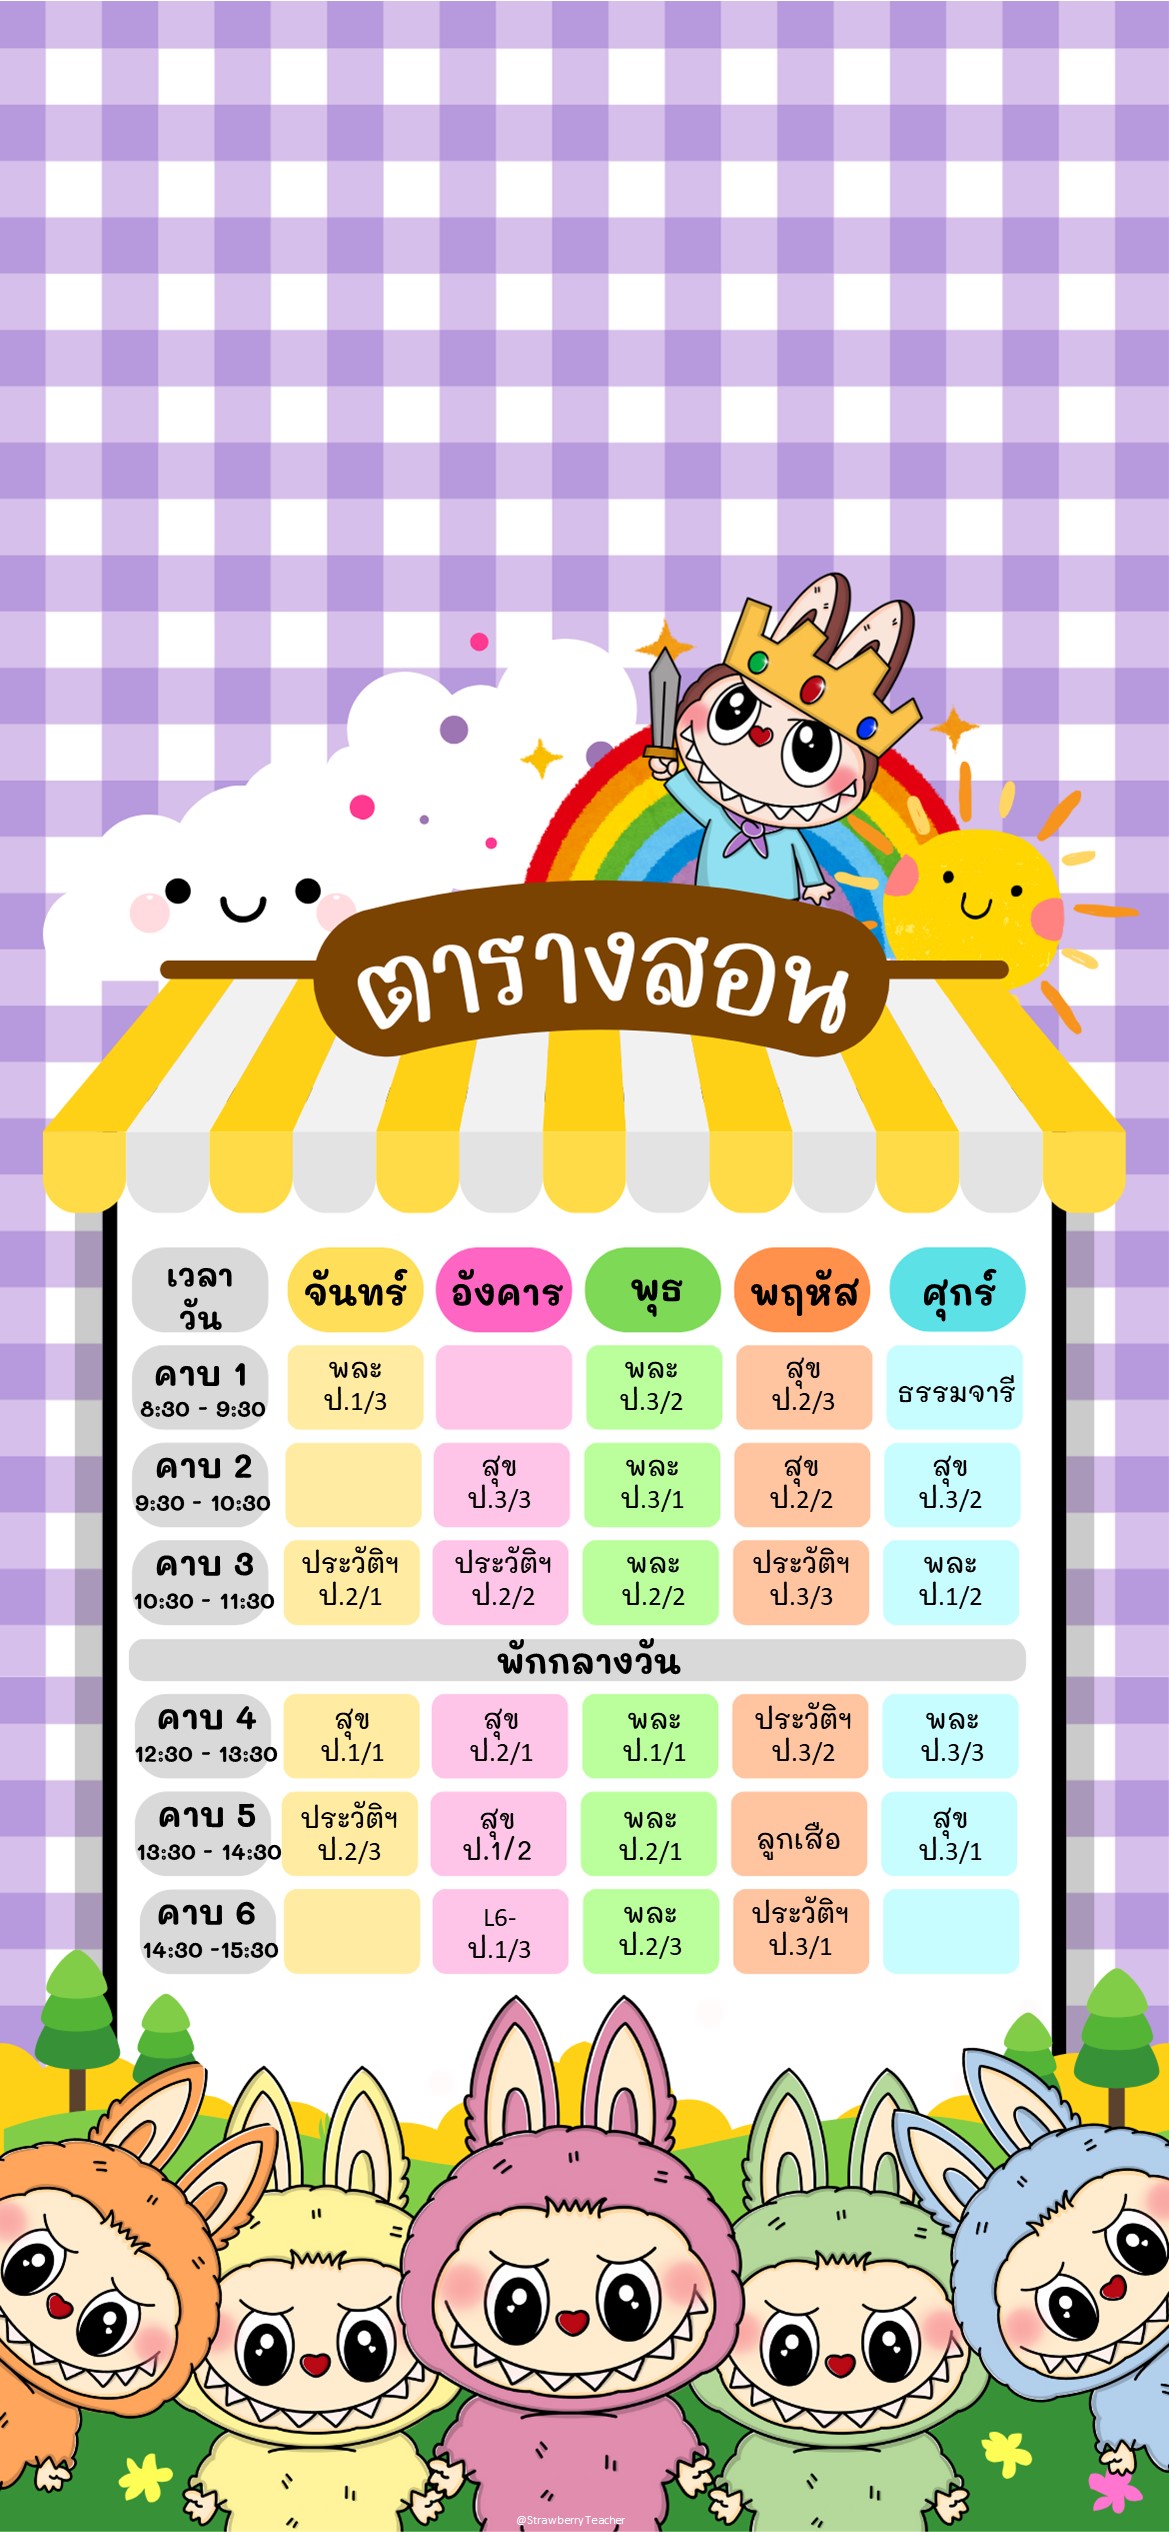 ตารางสอน
เวลา
วัน
จันทร์
อังคาร
พุธ
พฤหัส
ศุกร์
คาบ 1
8:30 - 9:30
พละ
ป.1/3
พละ
ป.3/2
สุข
ป.2/3
ธรรมจารี
คาบ 2
9:30 - 10:30
สุข
ป.3/3
พละ
ป.3/1
สุข
ป.2/2
สุข
ป.3/2
คาบ 3
10:30 - 11:30
ประวัติฯ
ป.2/1
ประวัติฯ
ป.2/2
พละ
ป.2/2
ประวัติฯ
ป.3/3
พละ
ป.1/2
พักกลางวัน
คาบ 4
12:30 - 13:30
สุข
ป.1/1
สุข
ป.2/1
พละ
ป.1/1
ประวัติฯ
ป.3/2
พละ
ป.3/3
คาบ 5
13:30 - 14:30
ประวัติฯ
ป.2/3
สุข
ป.1/2
พละ
ป.2/1
ลูกเสือ
สุข
ป.3/1
คาบ 6
14:30 -15:30
L6-
ป.1/3
พละ
ป.2/3
ประวัติฯ
ป.3/1
@StrawberryTeacher